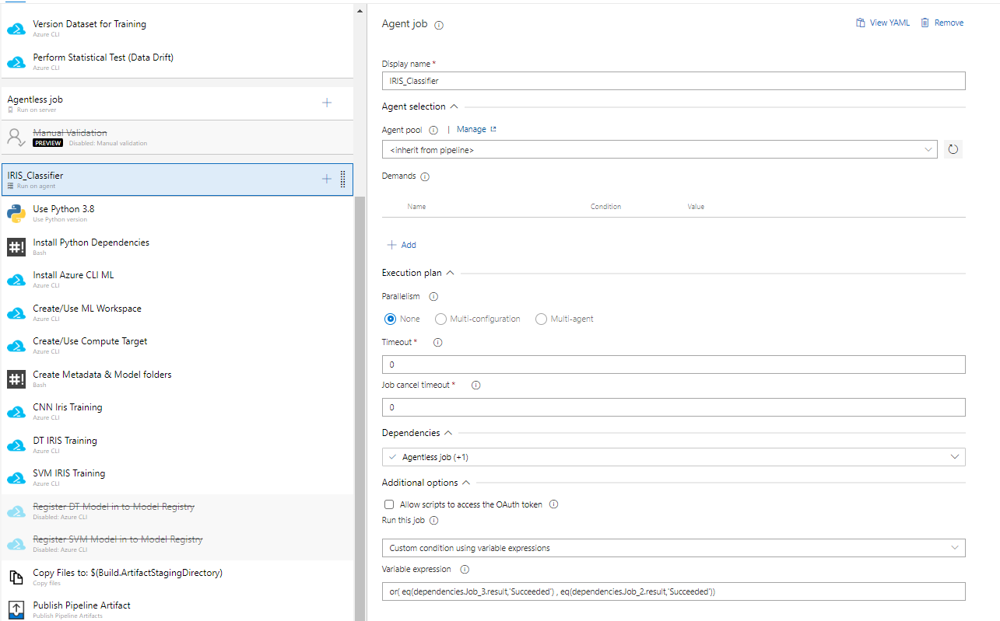 Version Dataset for Training
Azure CLI
Perform Statistical Test (Data Drift)
Azure CLI
Agentless job
Run on server
Manual Validation
PREVIEW Disabled: Manual validation
IRIS_Classifier
Run on agent
Use Python 3.8
Use Python version
Install Python Dependencies
Bash
Install Azure CLI ML
Azure CLI
Create/Use ML Workspace
Azure CLI
Create/Use Compute Target
Azure CLI
Create Metadata & Model folders
Bash
CNN Iris Training
Azure CLI
DT IRIS Training
Azure CLI
SVM IRIS Training
Azure CLI
Register DT Model in to Model Registry
Disabled: Azure CLI
Register SVM Model in to Model Registry
Disabled: Azure CLI
Copy Files to: $(Build.ArtifactStagingDirectory)
Copy files
Publish Pipeline Artifact
Publish Pipeline Artifacts
Agent job
View YAML Remove
Display name *
IRIS_Classifier
Agent selection
Agent pool | Manage
<inherit from pipeline>
Demands
Name Condition Value
Add
Execution plan
Parallelism
None Multi-configuration Multi-agent
Timeout *
0
Job cancel timeout *
0
Dependencies
Agentless job (+1)
Additional options
Allow scripts to access the OAuth token
Run this job
Custom condition using variable expressions
Variable expression
or( eq(dependencies.Job_3.result,'Succeeded') , eq(dependencies.Job_2.result,'Succeeded'))